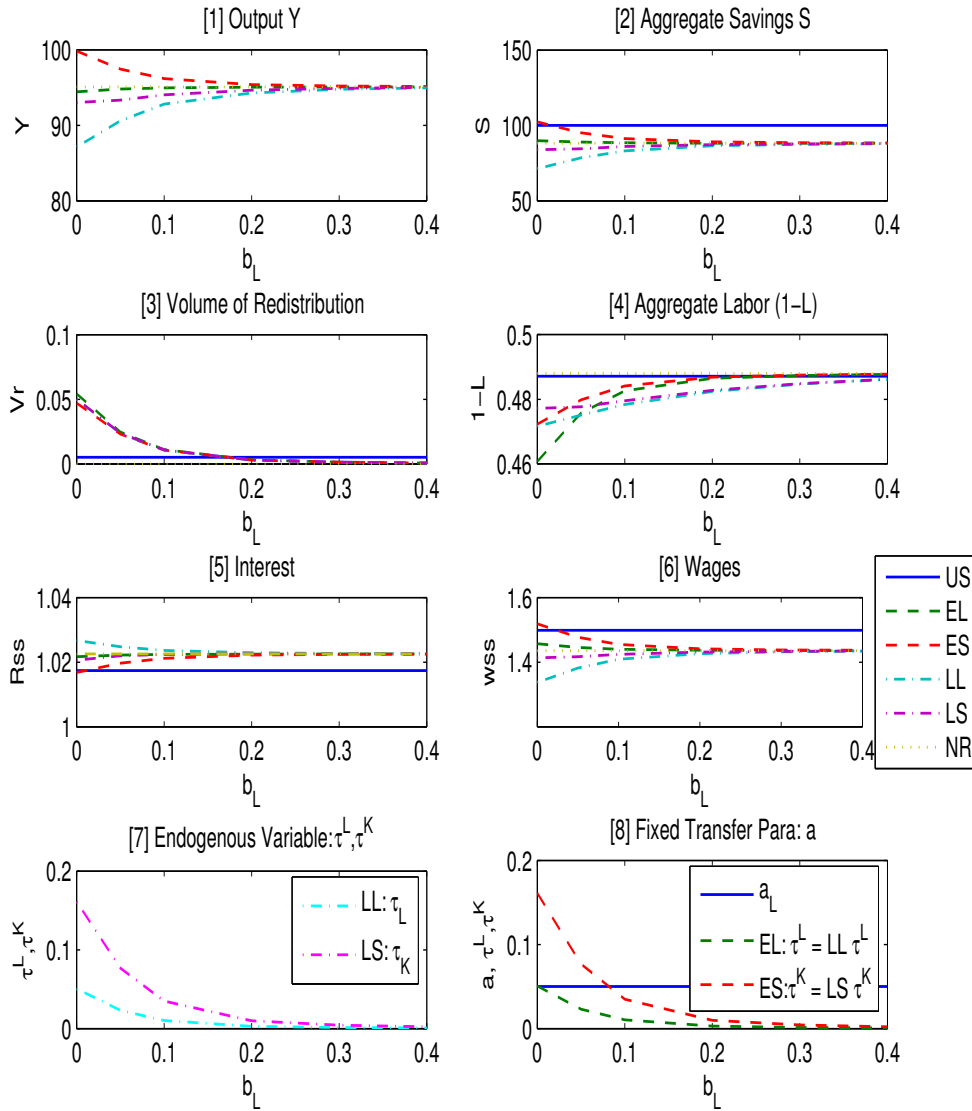 [1] Output Y
100
90
80
Y
0 0.1 0.2 0.3 0.4
b_L
[2] Aggregate Savings S
150
100
50
S
0 0.1 0.2 0.3 0.4
b_L
[3] Volume of Redistribution
0.1
0.05
0
Vr
0 0.1 0.2 0.3 0.4
b_L
[4] Aggregate Labor (1−L)
0.5
0.48
0.46
1−L
0 0.1 0.2 0.3 0.4
b_L
[5] Interest
1.04
1.02
1
Rss
0 0.1 0.2 0.3 0.4
b_L
[6] Wages
1.6
1.4
wss
0 0.1 0.2 0.3 0.4
b_L
US
EL
ES
LL
LS
NR
[7] Endogenous Variable:τ^L,τ^K
0.2
0.1
0
τ^L,τ^K
LL: τ_L
LS: τ_K
0 0.1 0.2 0.3 0.4
b_L
[8] Fixed Transfer Para: a
0.2
0.1
0
a, τ^L,τ^K
a_L
EL: τ^L = LL τ^L
ES:τ^K = LS τ^K
0 0.1 0.2 0.3 0.4
b_L